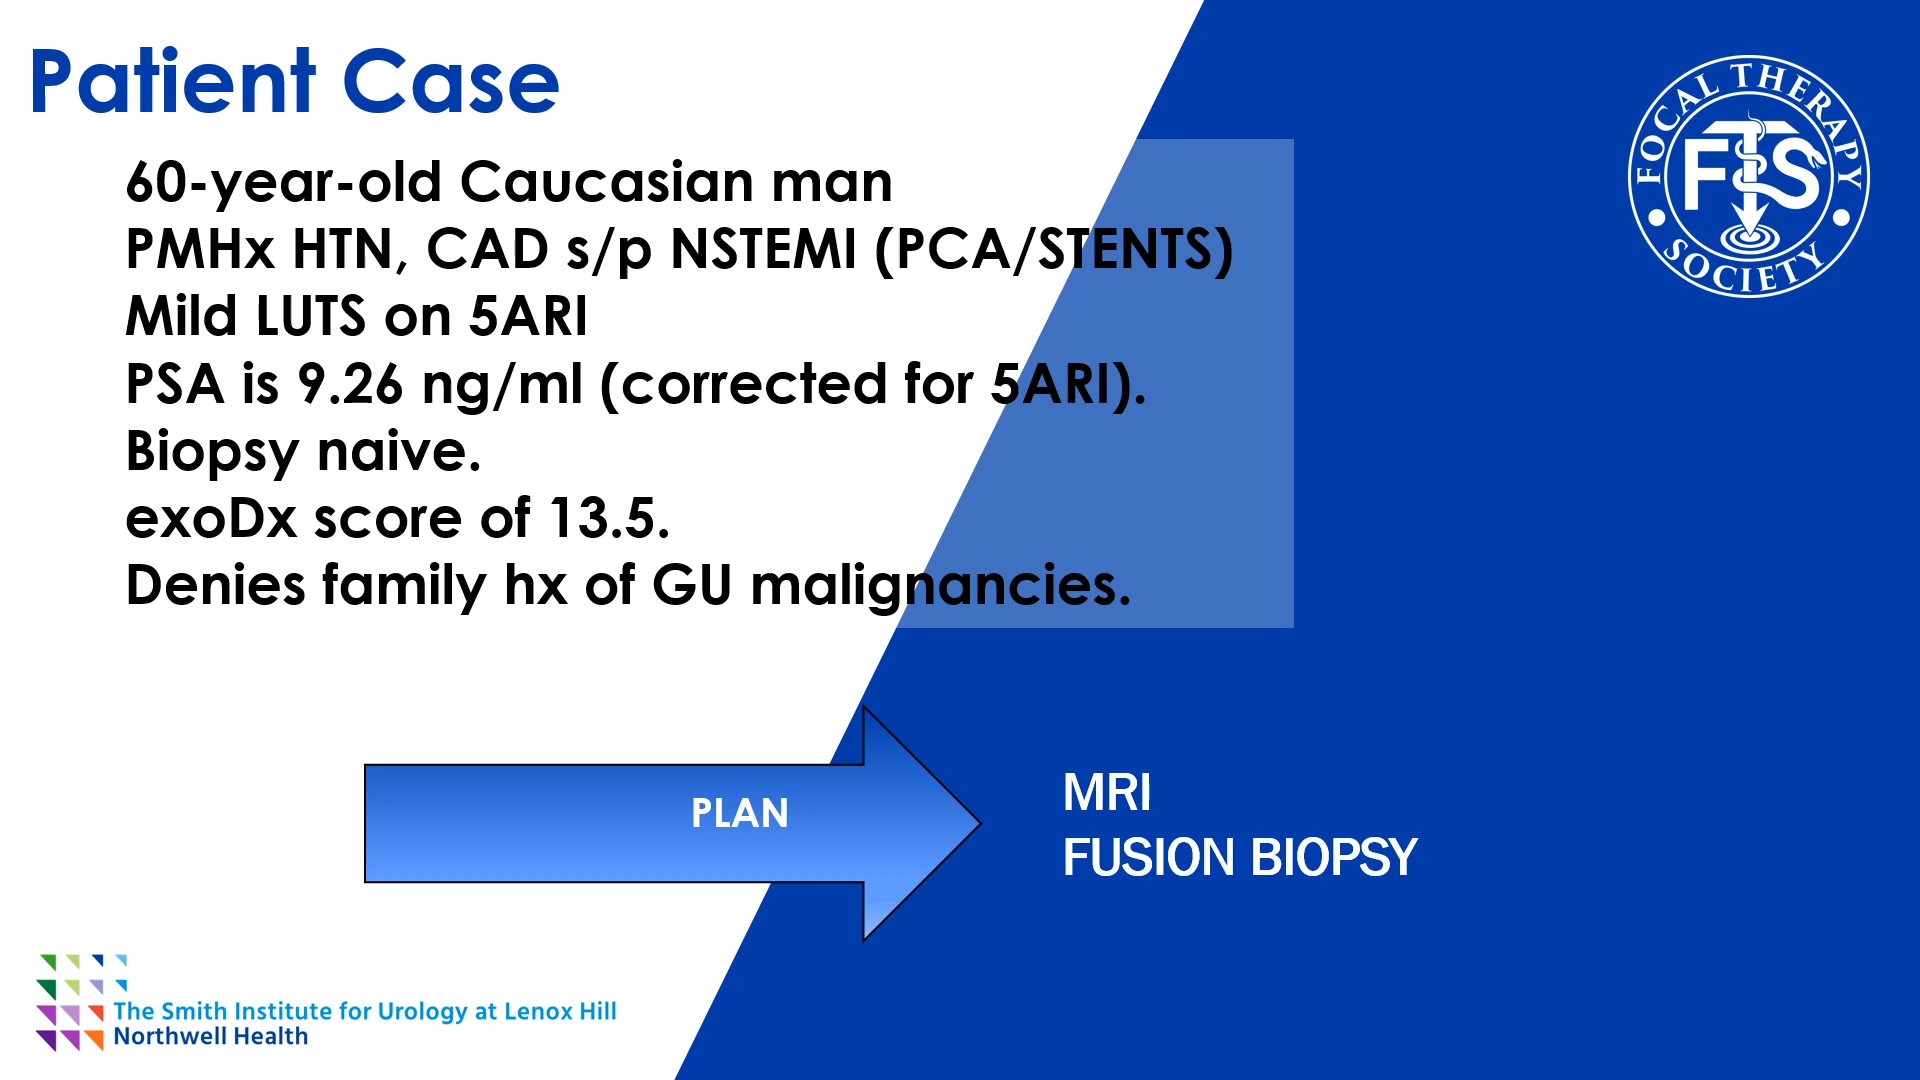 Patient Case
60-year-old Caucasian man
PMHx HTN, CAD s/p NSTEMI (PCA/STENTS)
Mild LUTS on 5ARI
PSA is 9.26 ng/ml (corrected for 5ARI).
Biopsy naive.
exoDx score of 13.5.
Denies family hx of GU malignancies.
PLAN
MRI
FUSION BIOPSY
FOCAL THERAPY
FTS
SOCIETY
The Smith Institute for Urology at Lenox Hill
Northwell Health